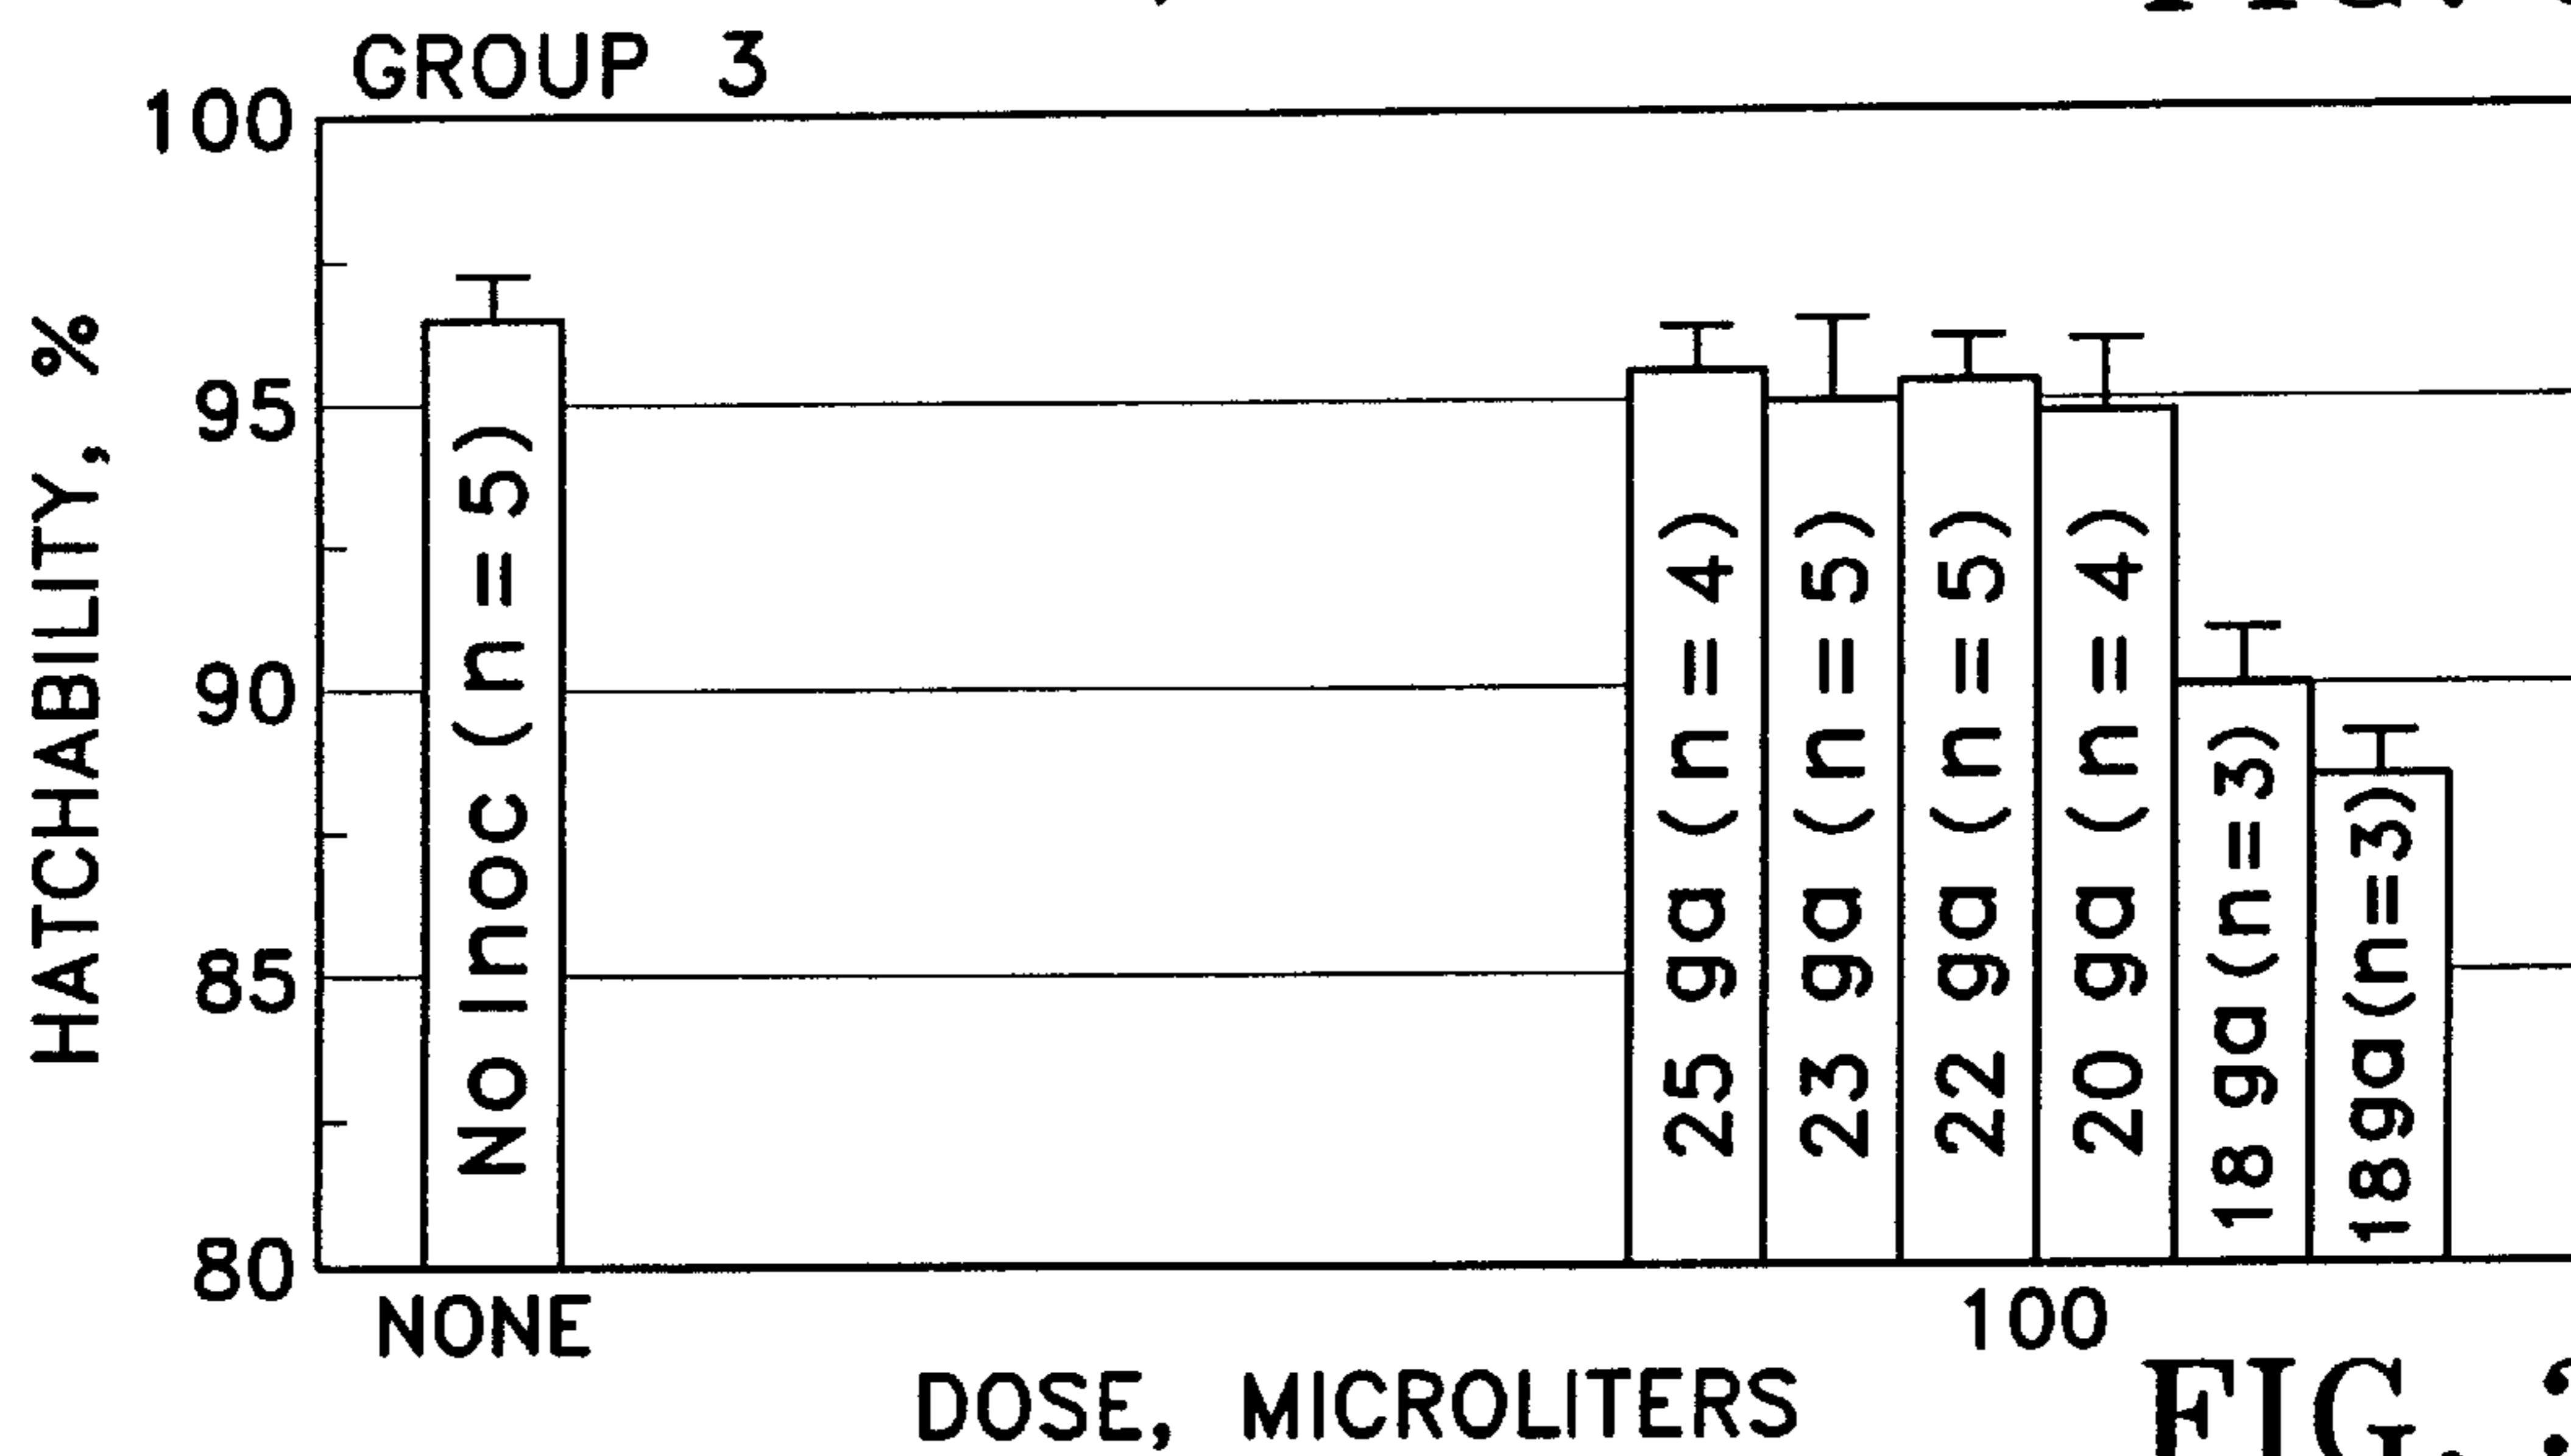 GROUP 3
HATCHABILITY, %
100
95
90
85
80
No Inoc (n = 5)
25 ga (n = 4)
23 ga (n = 5)
22 ga (n = 5)
20 ga (n = 4)
18 ga (n=3)
18ga (n=3)
NONE
100
DOSE, MICROLITERS
FIG.